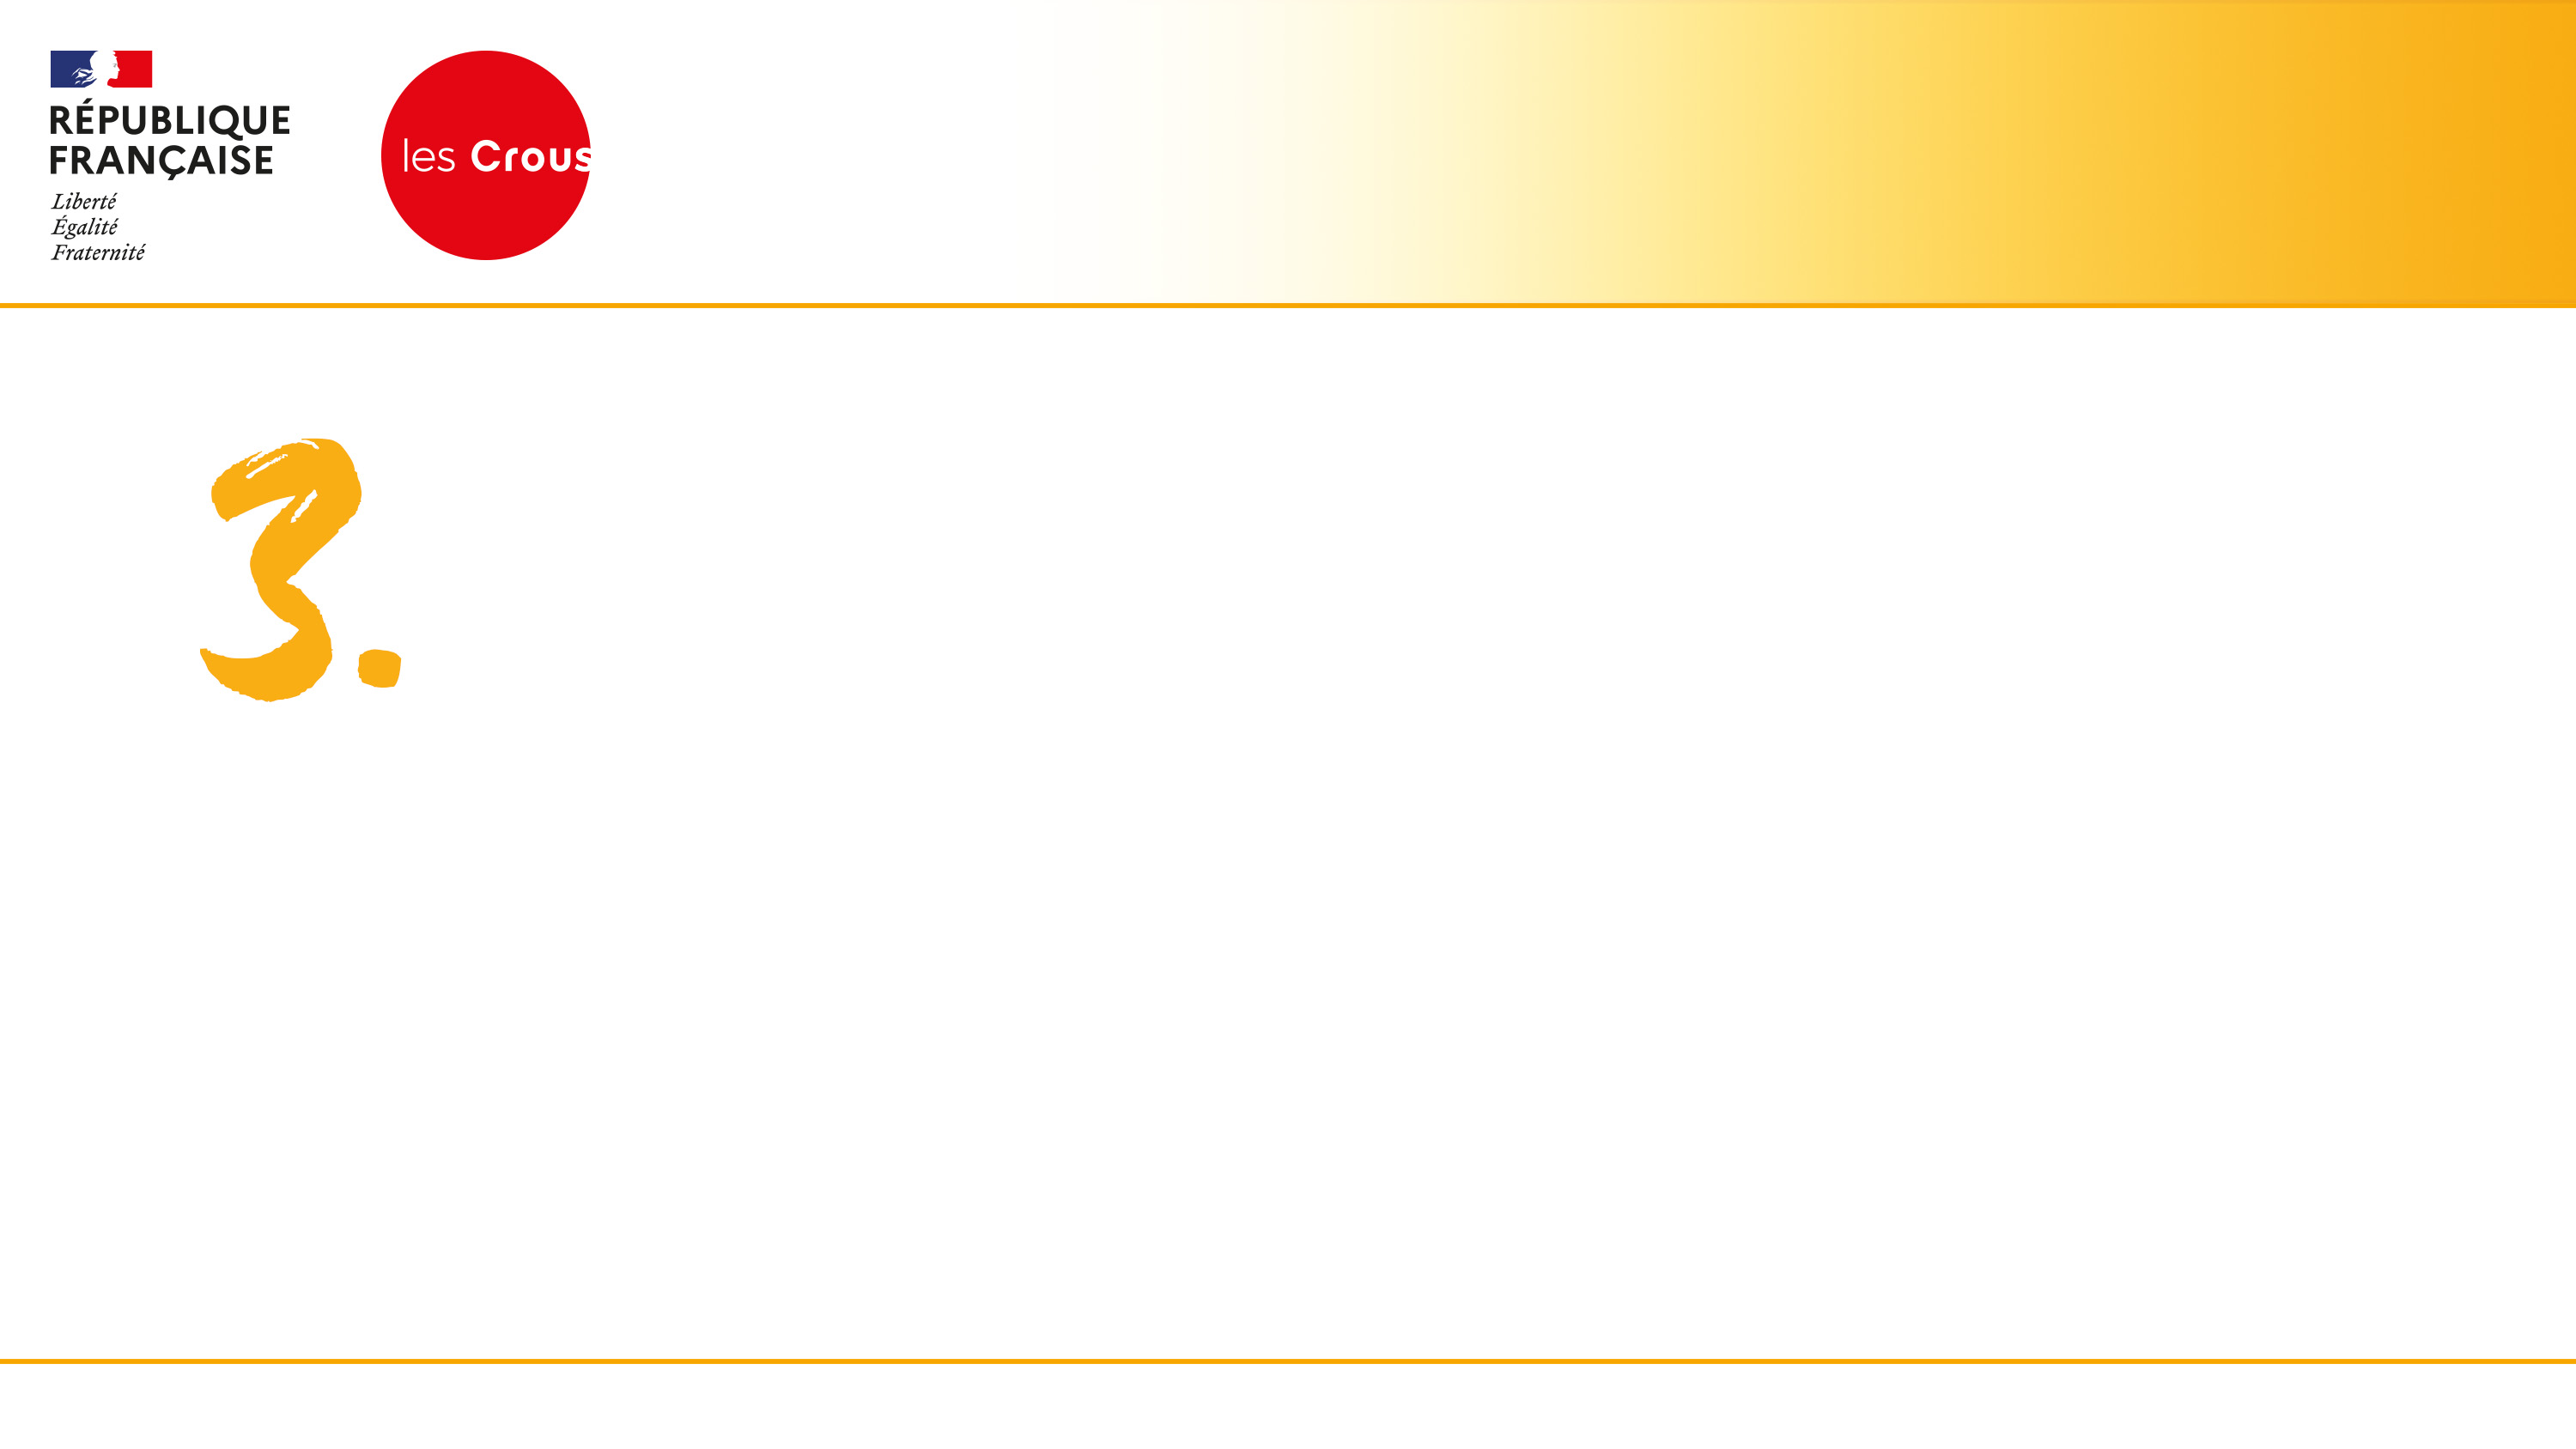 RÉPUBLIQUE
FRANÇAISE
Liberté
Égalité
Fraternité
les Crous
3.